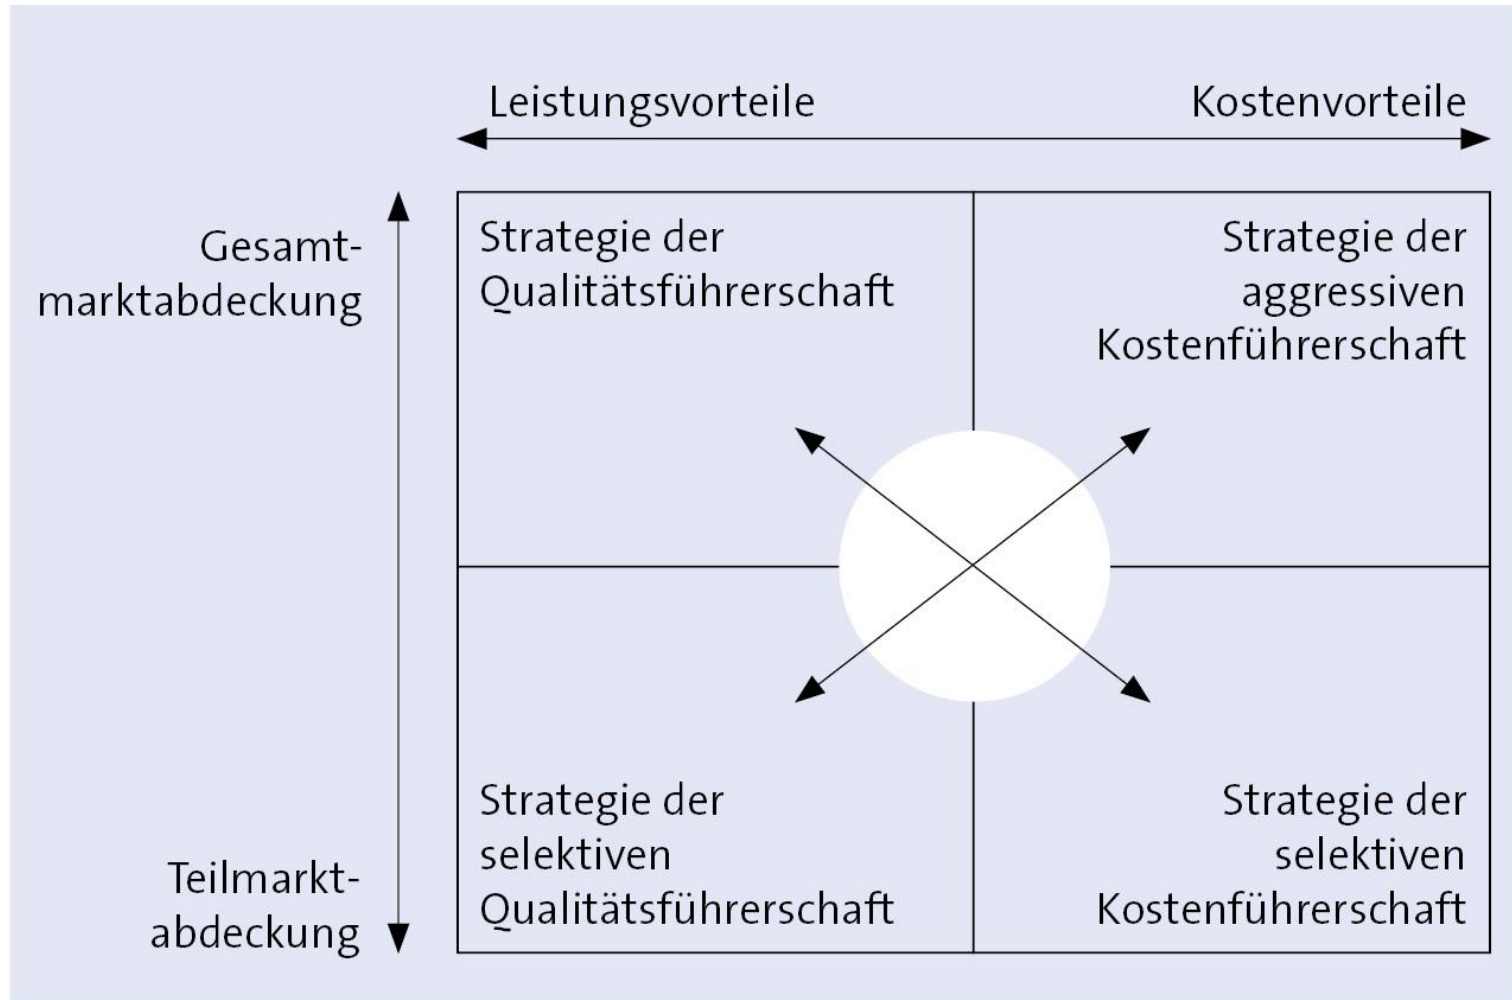 Leistungsvorteile
Kostenvorteile
Gesamt-
marktabdeckung
Strategie der
Qualitätsführerschaft
Strategie der
aggressiven
Kostenführerschaft
Teilmarkt-
abdeckung
Strategie der
selektiven
Qualitätsführerschaft
Strategie der
selektiven
Kostenführerschaft